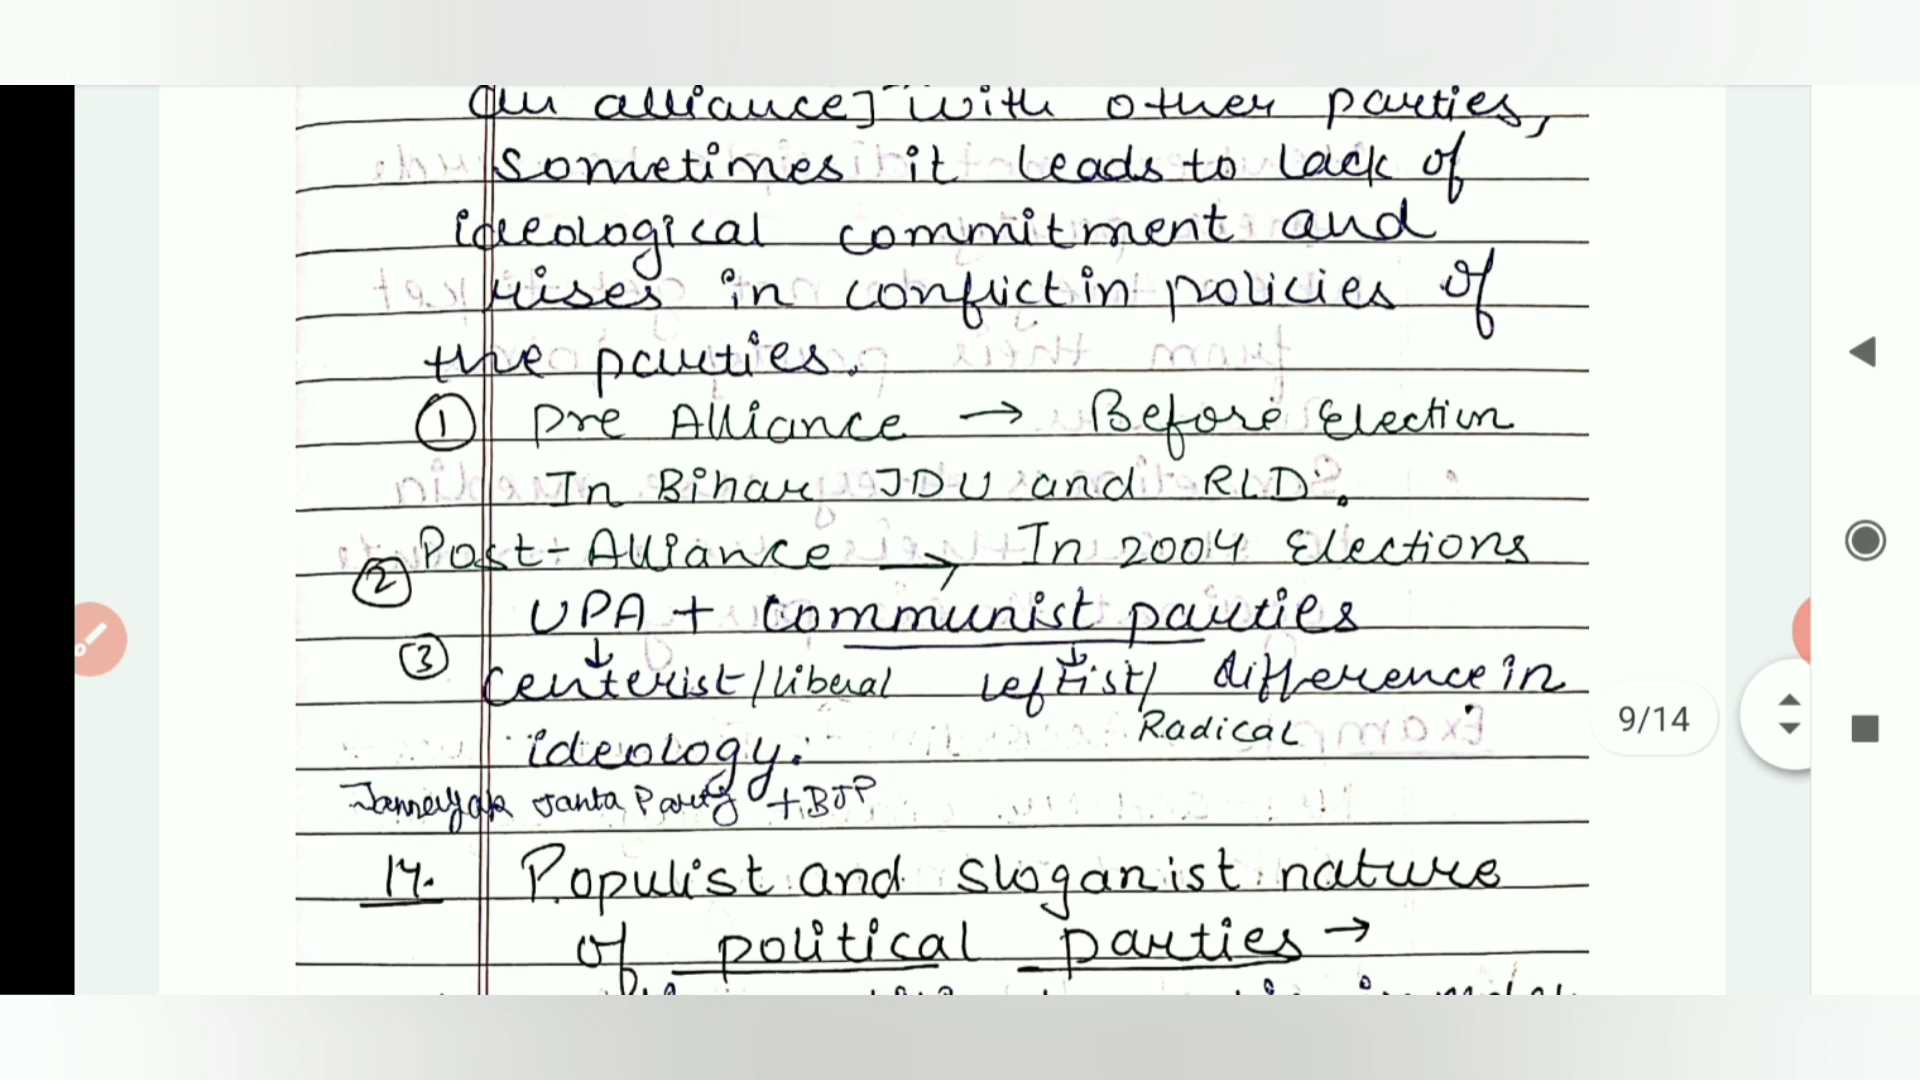 alliance] with other parties,
sometimes it leads to lack of
ideological commitment and
rises in conflict in policies of
the parties.
① Pre Alliance → Before Election
In Bihar JDU and RLD.
② Post-Alliance → In 2004 Elections
UPA + Communist parties
③ Centerist/liberal leftist/ difference in
Radical
ideology.
Janta Party + BJP
14. Populist and sloganist nature
of political parties →
9/14